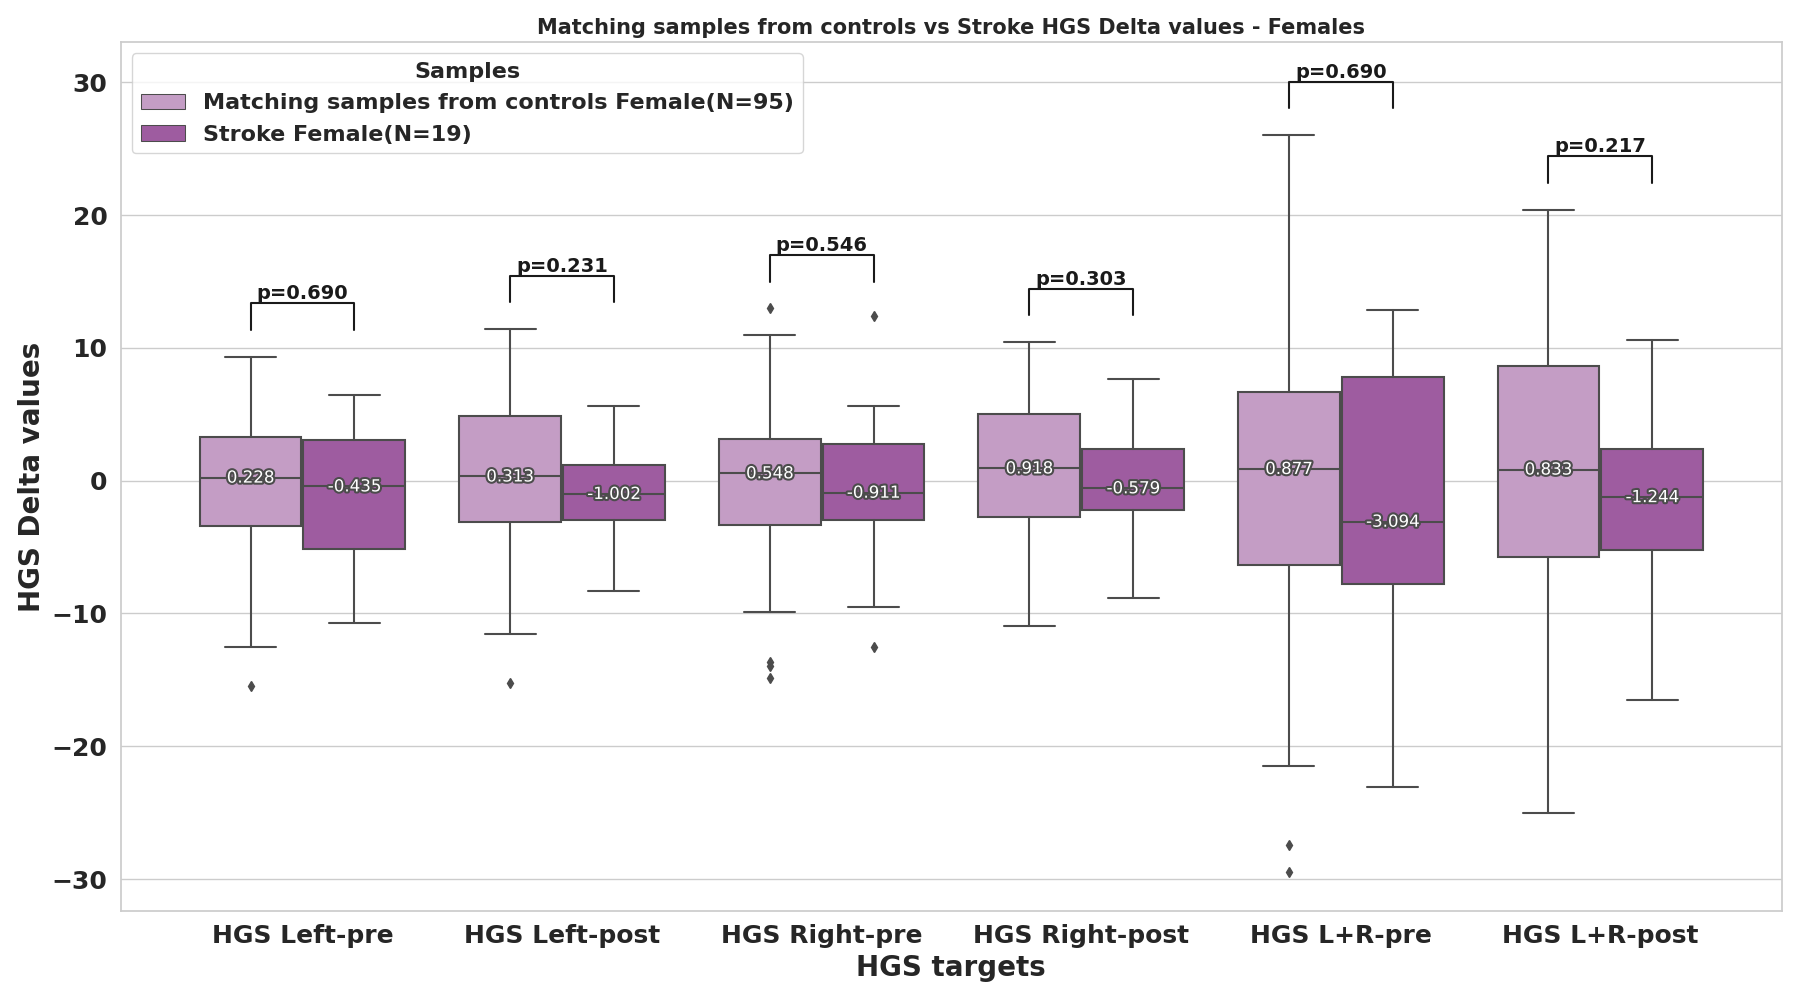 Matching samples from controls vs Stroke HGS Delta values - Females
Samples
Matching samples from controls Female(N=95)
Stroke Female(N=19)
HGS Delta values
30
20
10
0
−10
−20
−30
p=0.690
p=0.231
p=0.546
p=0.303
p=0.690
p=0.217
0.228
-0.435
0.313
-1.002
0.548
-0.911
0.918
-0.579
0.877
-3.094
0.833
-1.244
HGS Left-pre
HGS Left-post
HGS Right-pre
HGS Right-post
HGS L+R-pre
HGS L+R-post
HGS targets